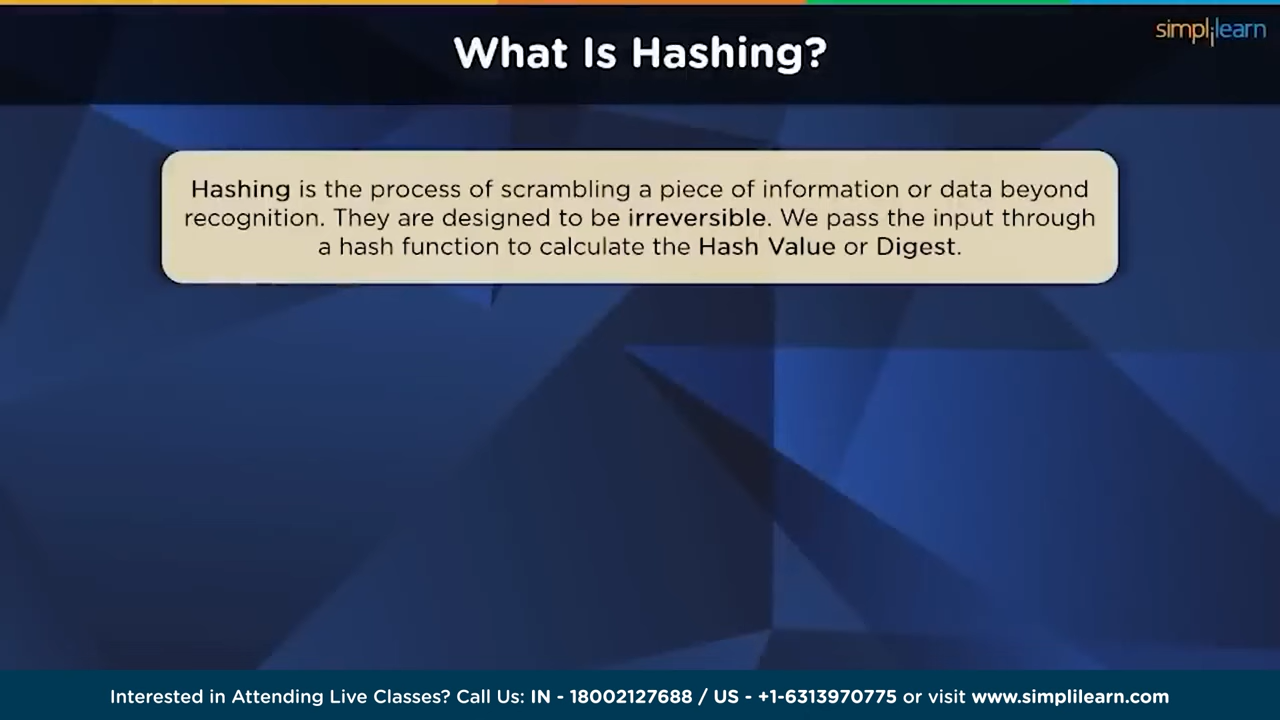 simplilearn
What Is Hashing?
Hashing is the process of scrambling a piece of information or data beyond
recognition. They are designed to be irreversible. We pass the input through
a hash function to calculate the Hash Value or Digest.
Interested in Attending Live Classes? Call Us: IN - 18002127688 / US - +1-6313970775 or visit www.simplilearn.com